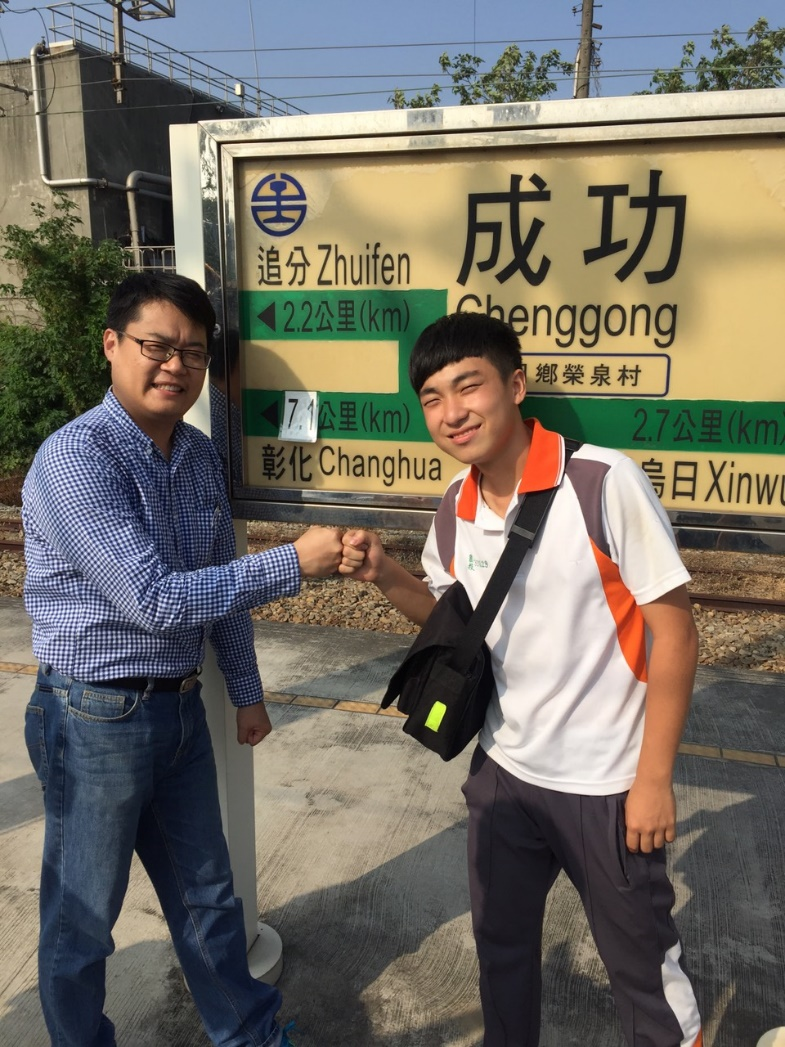 成功
追分 Zhuifen
Chenggong
2.2公里(km)
鄉榮泉村
7.1公里(km)
2.7公里(km)
彰化 Changhua
烏日 Xinwu